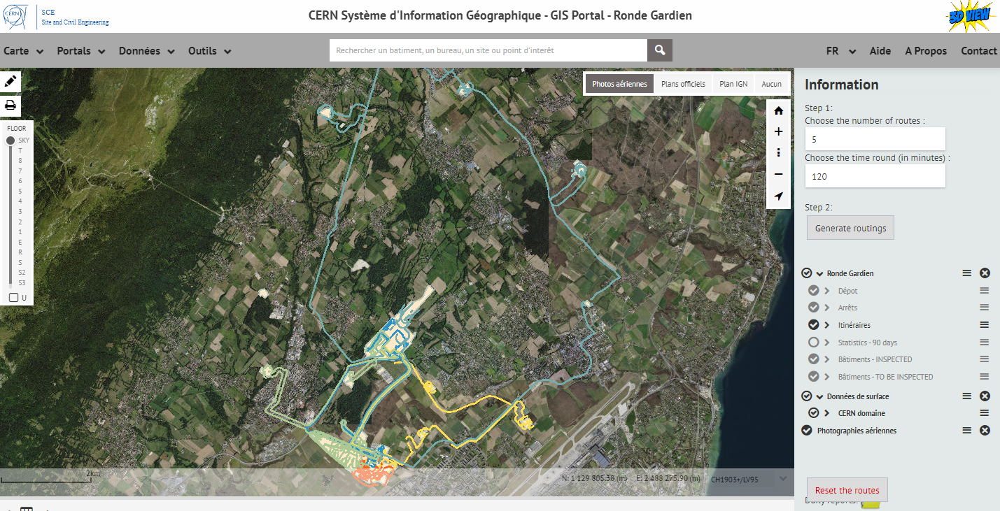 CERN
SCE
Site and Civil Engineering
CERN Système d'Information Géographique - GIS Portal - Ronde Gardien
3D VIEW
Carte
Portals
Données
Outils
Rechercher un batiment, un bureau, un site ou point d'interêt
FR
Aide
A Propos
Contact
Photos aériennes
Plans officiels
Plan IGN
Aucun
FLOOR
SKY
T
8
7
6
5
4
3
2
1
E
R
S
S2
S3
U
2km
N: 1 129 805.38 (m)
E: 2 488 275.90 (m)
CH1903+/LV95
Information
Step 1:
Choose the number of routes :
5
Choose the time round (in minutes) :
120
Step 2:
Generate routings
Ronde Gardien
Dépot
Arrêts
Itinéraires
Statistics - 90 days
Bâtiments - INSPECTED
Bâtiments - TO BE INSPECTED
Données de surface
CERN domaine
Photographies aériennes
Reset the routes
Daily reports: